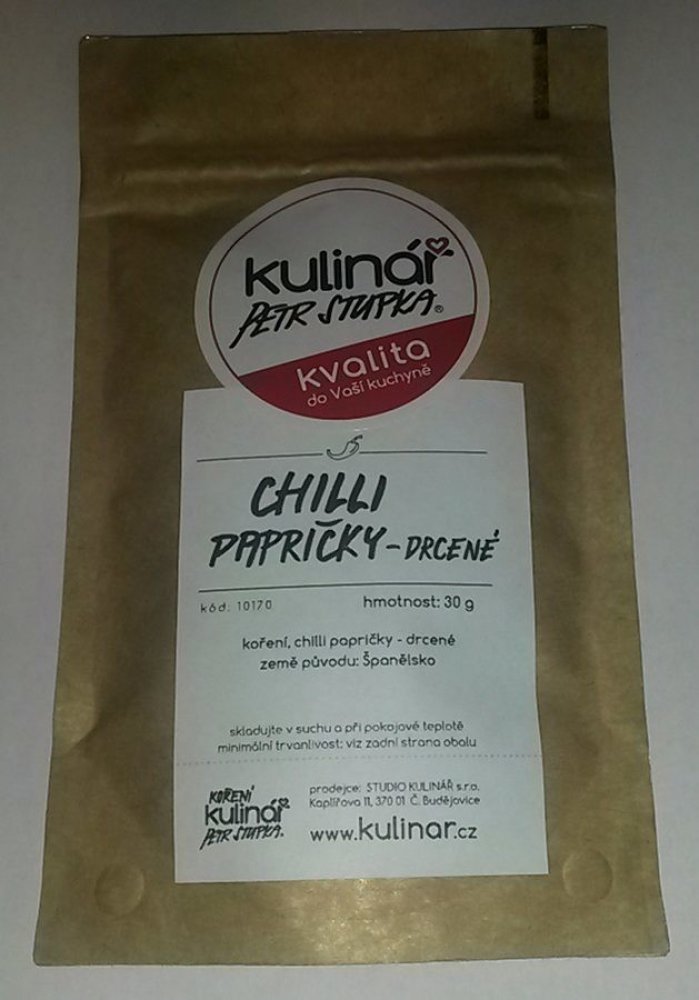 kulinář
PETR STUPKA®
kvalita
do Vaší kuchyně
CHILLI
PAPRIČKY - DRCENÉ
kód: 10170 hmotnost: 30 g
koření, chilli papričky - drcené
země původu: Španělsko
skladujte v suchu a při pokojové teplotě
minimální trvanlivost: viz zadní strana obalu
KOŘENÍ
kulinář
PETR STUPKA®
prodejce: STUDIO KULINÁŘ s.r.o.
Kaplířova 11, 370 01 Č. Budějovice
www.kulinar.cz